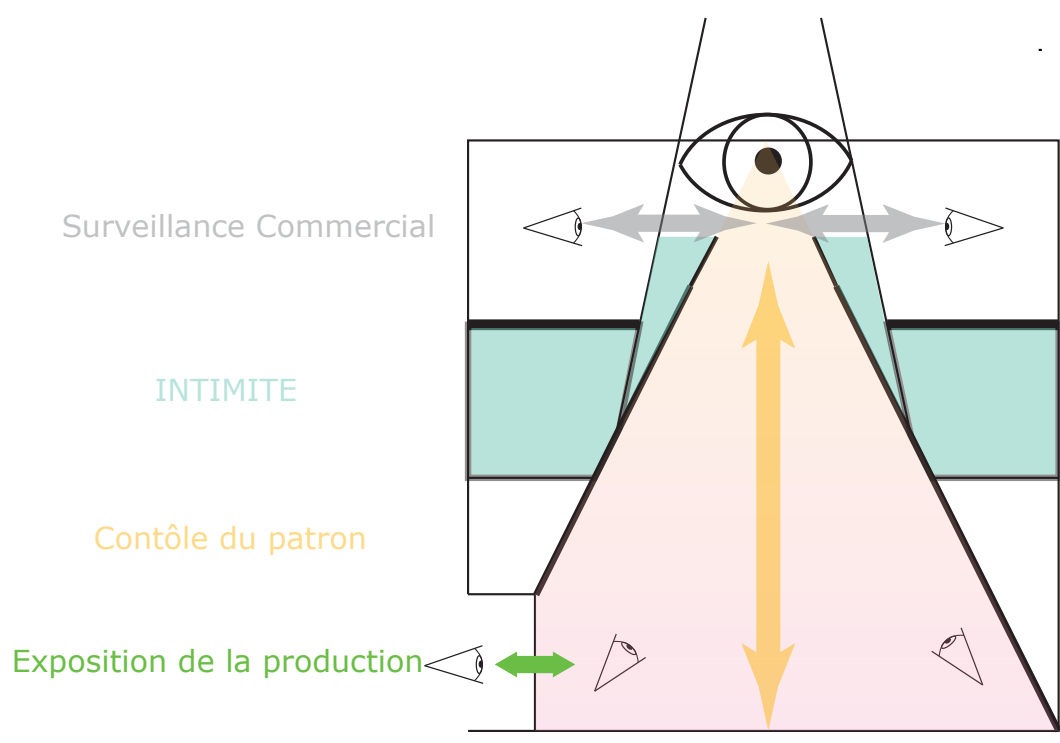 Surveillance Commercial
INTIMITE
Contôle du patron
Exposition de la production